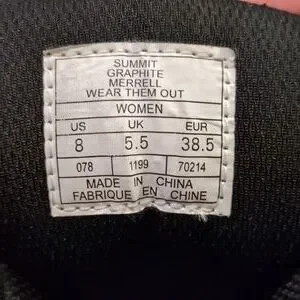 SUMMIT
GRAPHITE
MERRELL
WEAR THEM OUT
WOMEN
US UK EUR
8 5.5 38.5
078 1199 70214
MADE IN CHINA
FABRIQUE EN CHINE